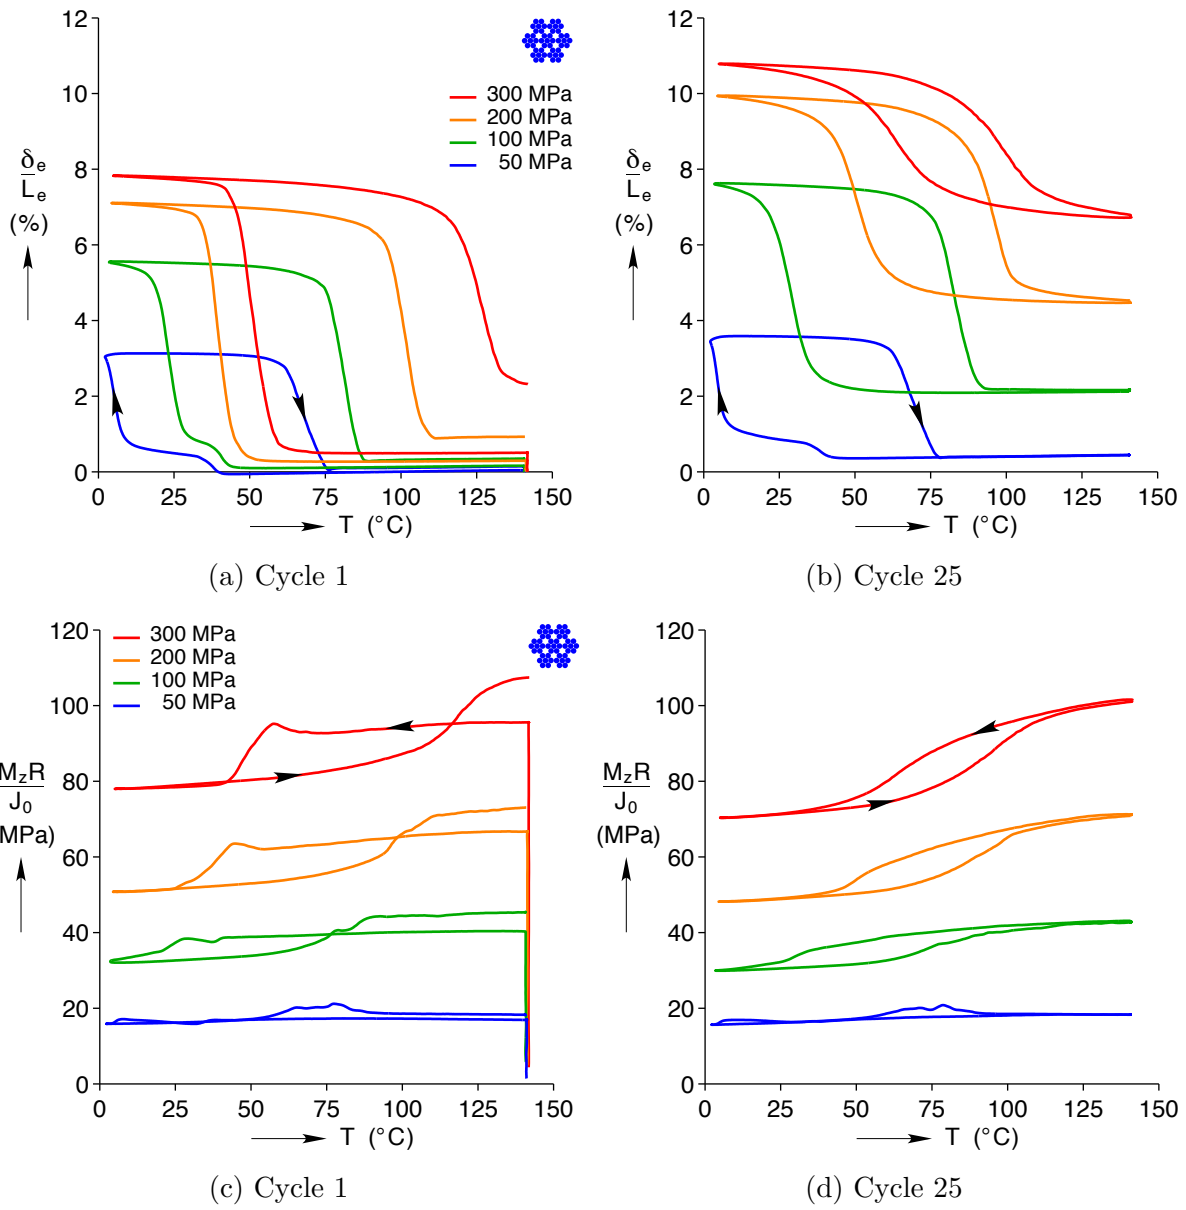 12
10
8
6
4
2
0
δe
Le
(%)
300 MPa
200 MPa
100 MPa
50 MPa
0 25 50 75 100 125 150
T (°C)
(a) Cycle 1
12
10
8
6
4
2
0
δe
Le
(%)
0 25 50 75 100 125 150
T (°C)
(b) Cycle 25
120
100
80
60
40
20
0
MzR
J0
MPa)
300 MPa
200 MPa
100 MPa
50 MPa
0 25 50 75 100 125 150
T (°C)
(c) Cycle 1
120
100
80
60
40
20
0
MzR
J0
(MPa)
0 25 50 75 100 125 150
T (°C)
(d) Cycle 25